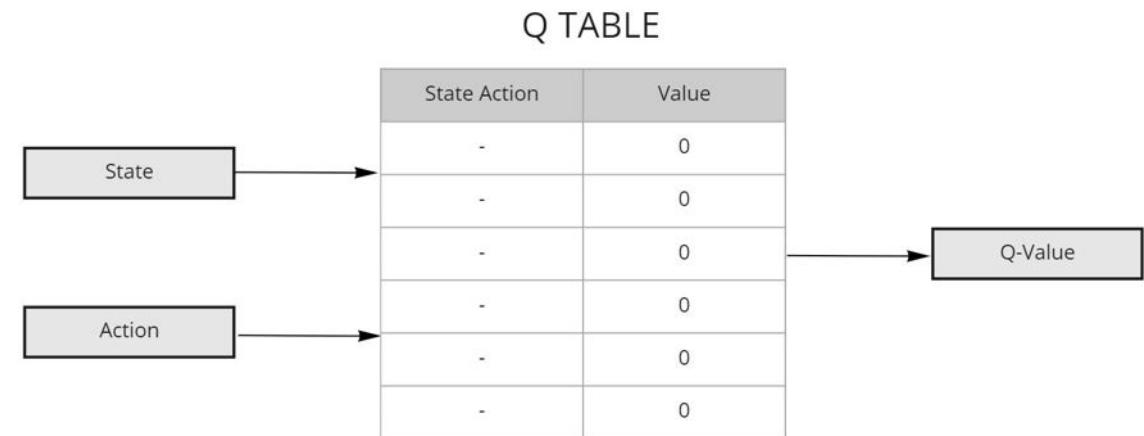 Q TABLE
State Action Value
- 0
State
- 0
- 0
Q-Value
- 0
Action
- 0
- 0